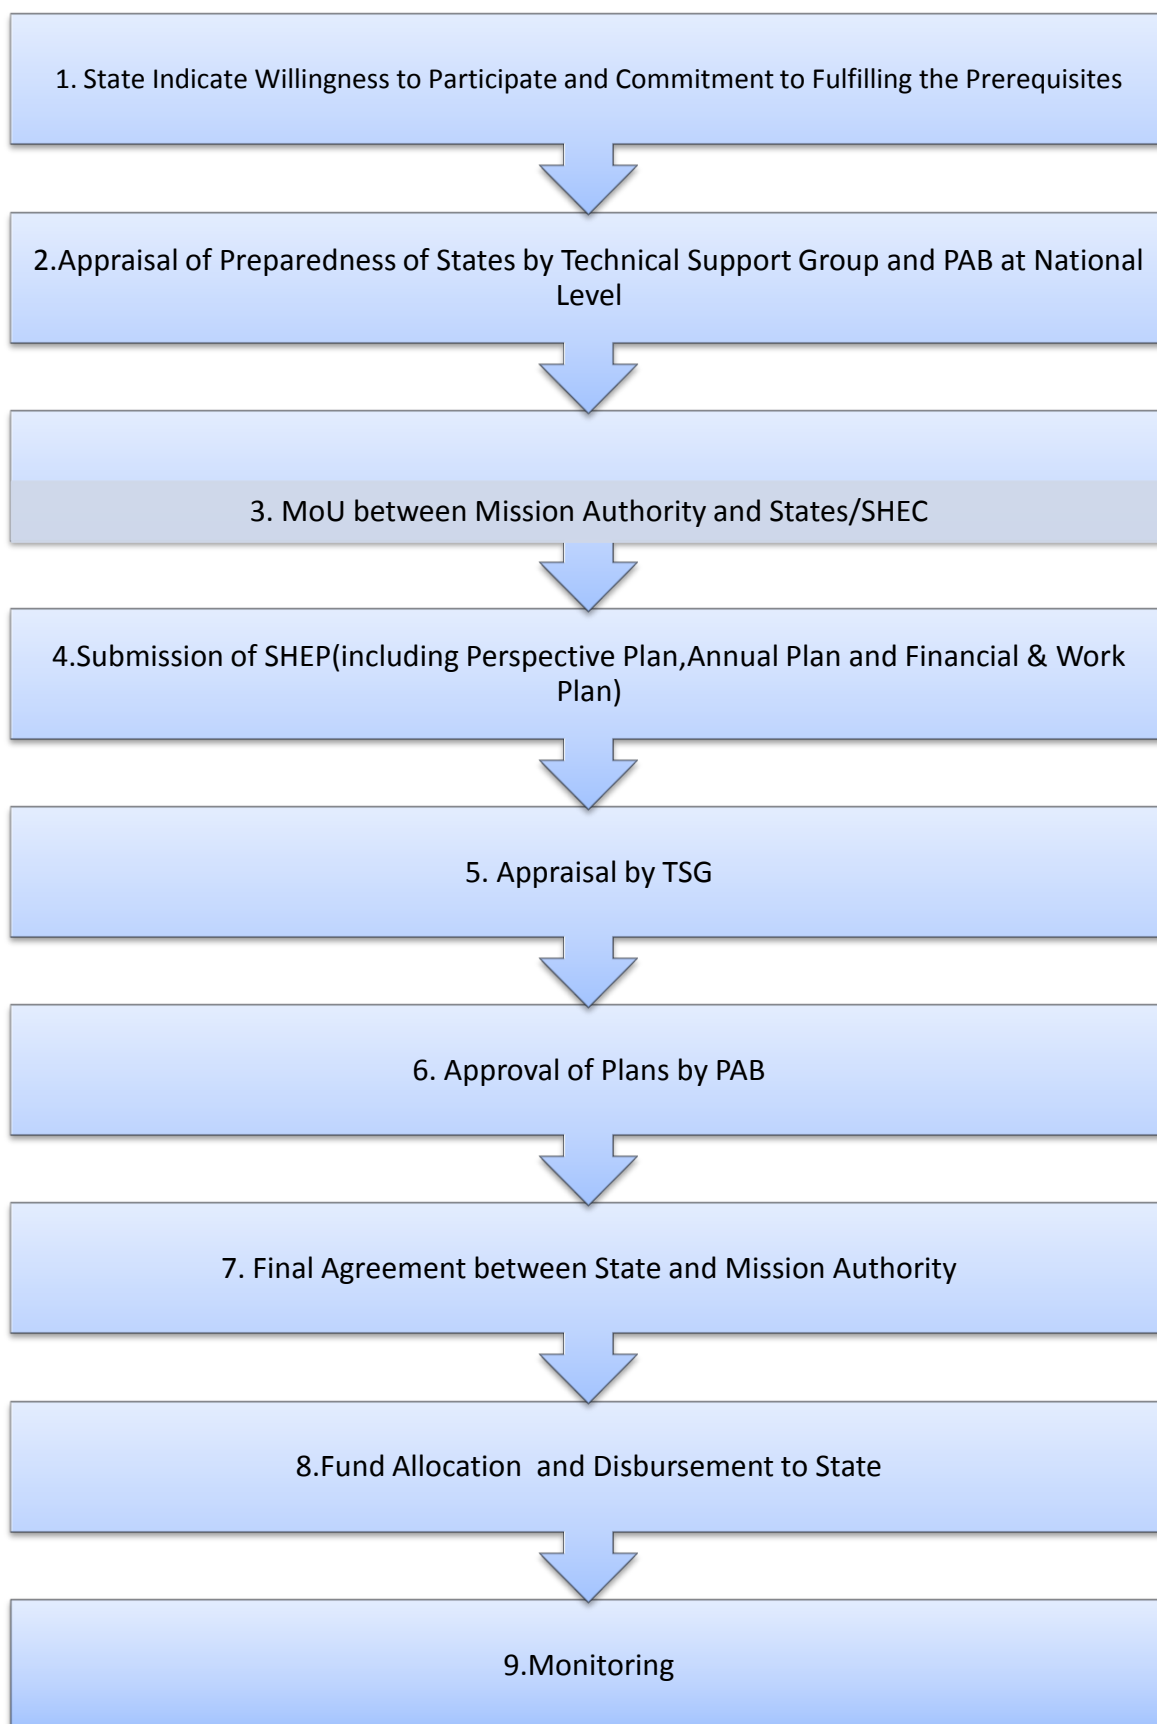 1. State Indicate Willingness to Participate and Commitment to Fulfilling the Prerequisites
2.Appraisal of Preparedness of States by Technical Support Group and PAB at National
Level
3. MoU between Mission Authority and States/SHEC
4.Submission of SHEP(including Perspective Plan,Annual Plan and Financial & Work
Plan)
5. Appraisal by TSG
6. Approval of Plans by PAB
7. Final Agreement between State and Mission Authority
8.Fund Allocation  and Disbursement to State
9.Monitoring